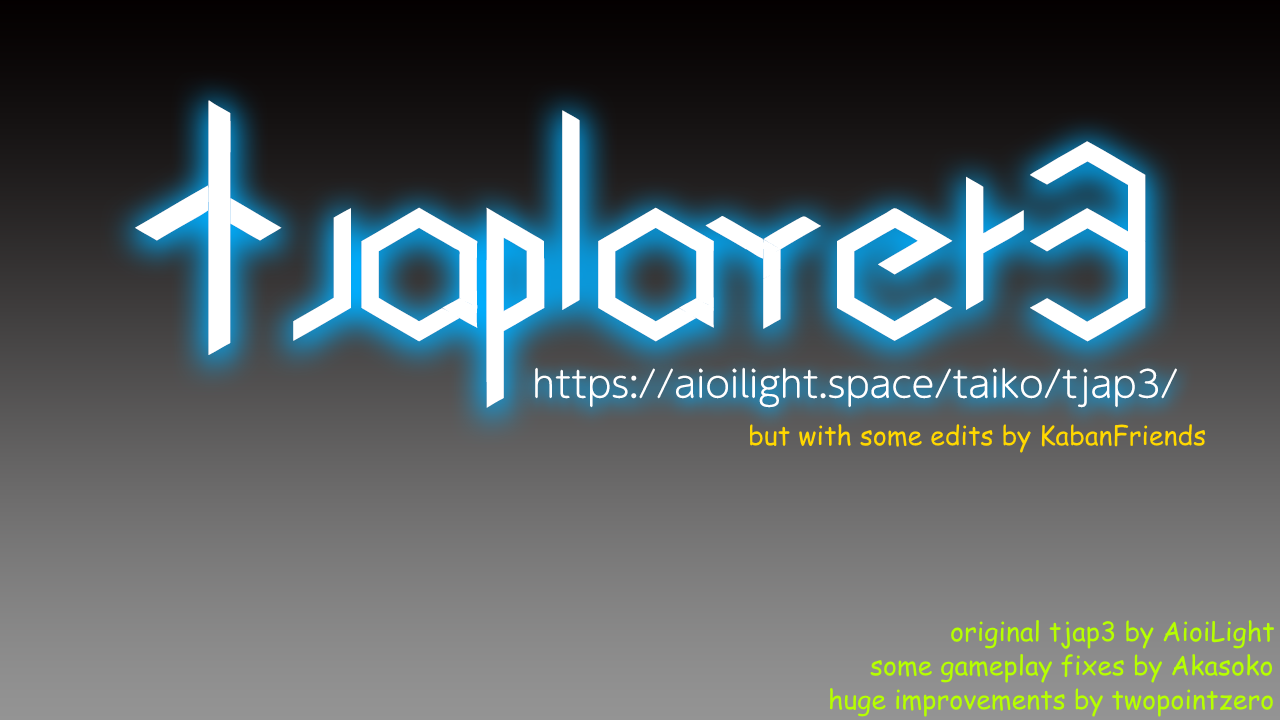 tjaplayer3
https://aioilight.space/taiko/tjap3/
but with some edits by KabanFriends
original tjap3 by AioiLight
some gameplay fixes by Akasoko
huge improvements by twopointzero